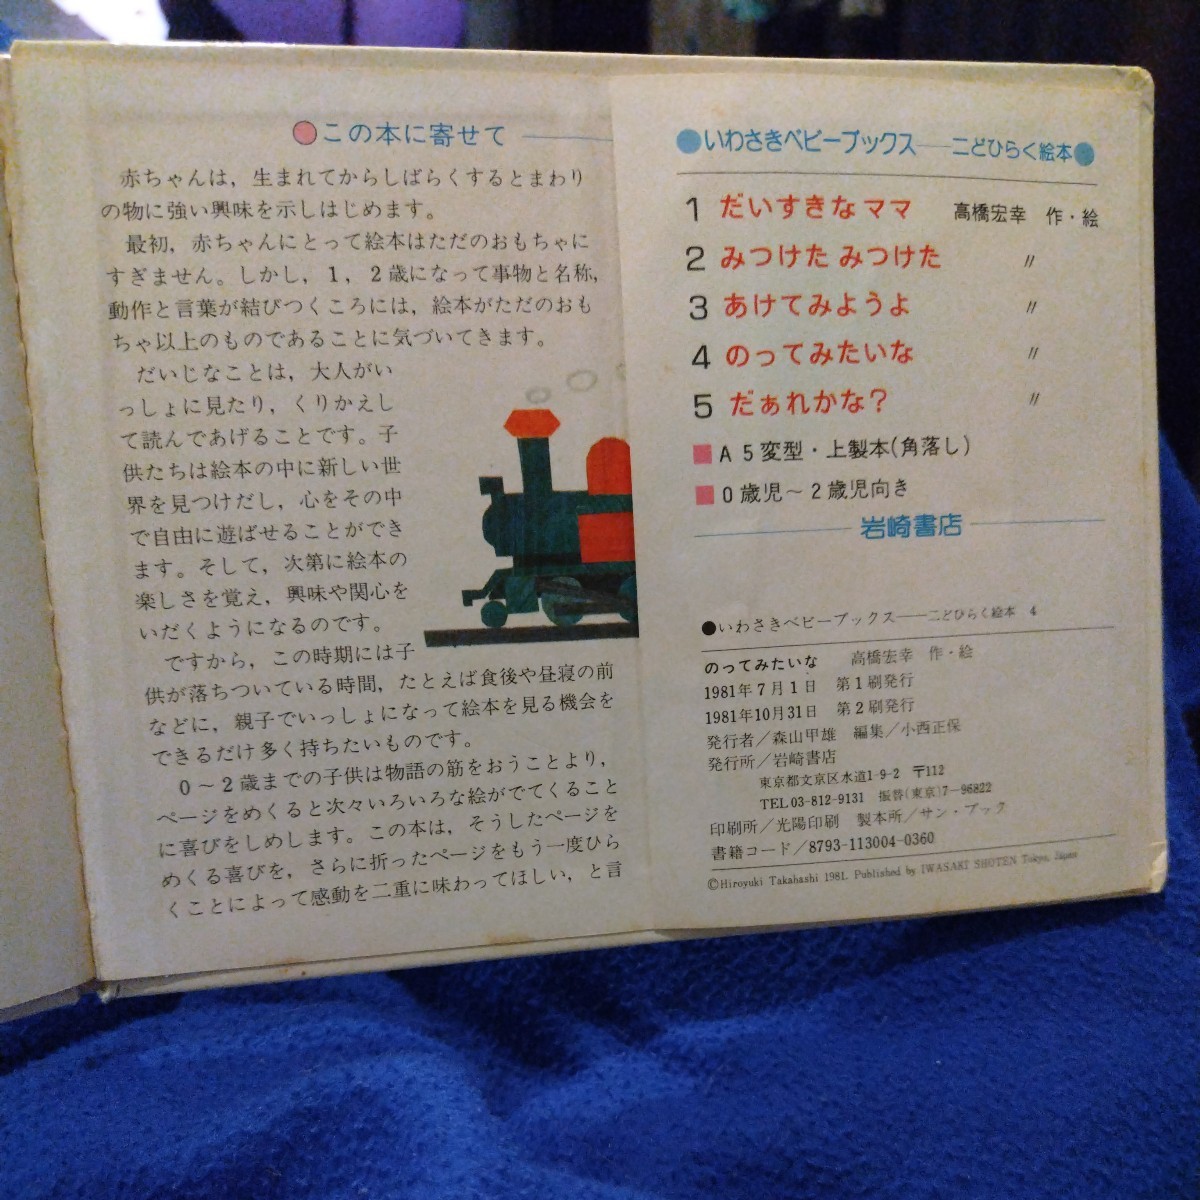 ●この本に寄せて
赤ちゃんは，生まれてからしばらくするとまわり
の物に強い興味を示しはじめます。
最初，赤ちゃんにとって絵本はただのおもちゃに
すぎません。しかし，1，2歳になって事物と名称，
動作と言葉が結びつくころには，絵本がただのおも
ちゃ以上のものであることに気づいてきます。
だいじなことは，大人がい
っしょに見たり，くりかえし
て読んであげることです。子
供たちは絵本の中に新しい世
界を見つけだし，心をその中
で自由に遊ばせることができ
ます。そして，次第に絵本の
楽しさを覚え，興味や関心を
いだくようになるのです。
ですから，この時期には子
供が落ちついている時間，たとえば食後や昼寝の前
などに，親子でいっしょになって絵本を見る機会を
できるだけ多く持ちたいものです。
0〜2歳までの子供は物語の筋をおうことより，
ページをめくると次々いろいろな絵がでてくること
に喜びをしめします。この本は，そうしたページを
めくる喜びを，さらに折ったページをもう一度ひら
くことによって感動を二重に味わってほしい，と言
●いわさきベビーブックス――二どひらく絵本●
1 だいすきなママ 高橋宏幸 作・絵
2 みつけた みつけた 〃
3 あけてみようよ 〃
4 のってみたいな 〃
5 だぁれかな? 〃
■A5変型・上製本(角落し)
■0歳児〜2歳児向き
岩崎書店
●いわさきベビーブックス――二どひらく絵本 4
のってみたいな 高橋宏幸 作・絵
1981年7月1日 第1刷発行
1981年10月31日 第2刷発行
発行者／森山甲雄 編集／小西正保
発行所／岩崎書店
東京都文京区水道1-9-2 〒112
TEL 03-812-9131 振替(東京)7-96822
印刷所／光陽印刷 製本所／サン・ブック
書籍コード／8793-113004-0360
©Hiroyuki Takahashi 1981. Published by IWASAKI SHOTEN Tokyo, Japan